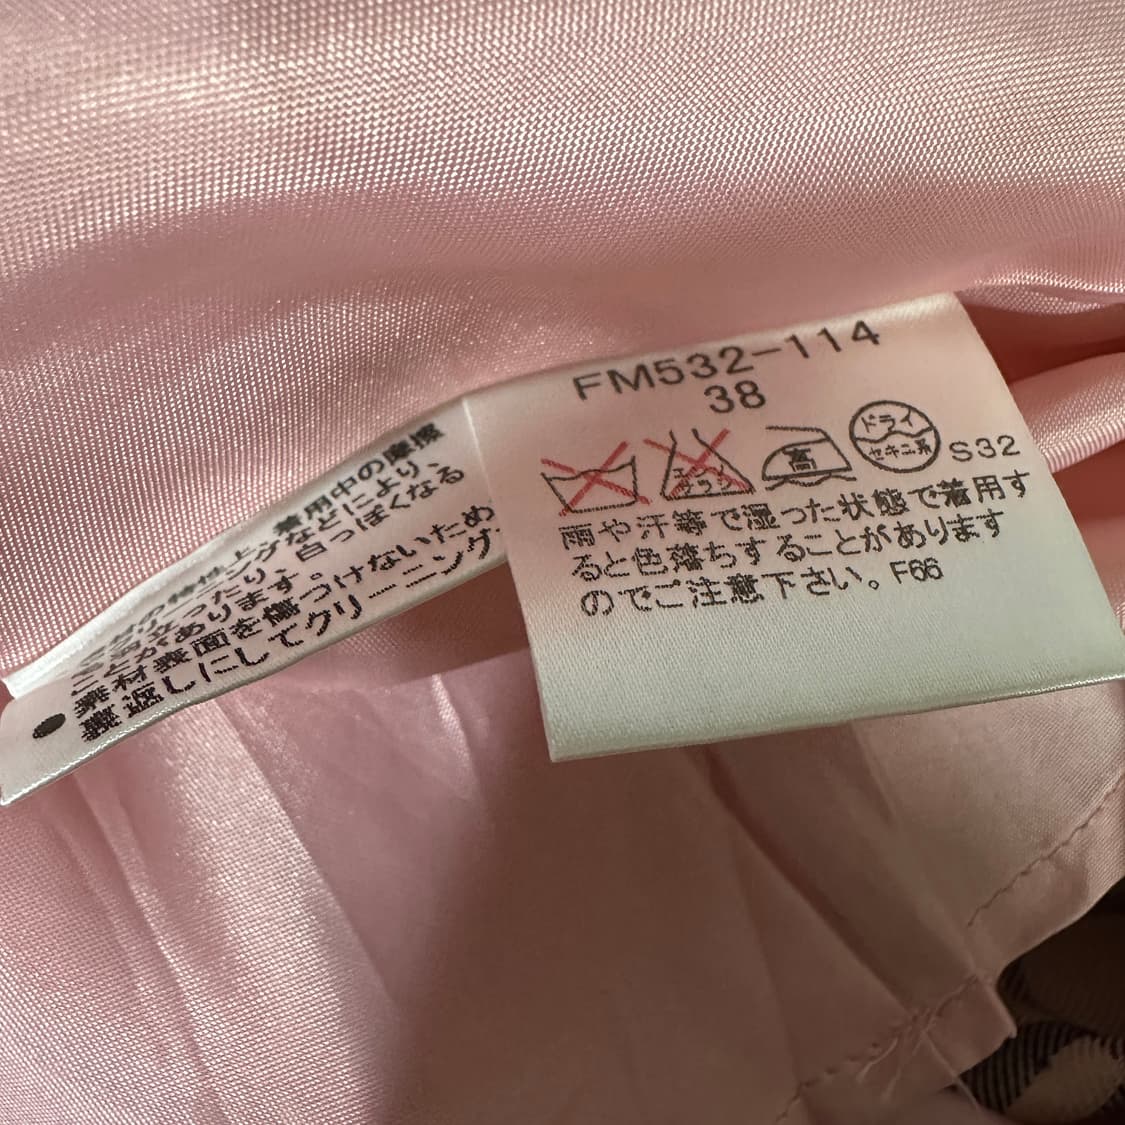 FM532-114
38
エンソ
サラシ
高
ドライ
セキユ系
S32
雨や汗等で湿った状態で着用す
ると色落ちすることがあります
のでご注意下さい。F66
着用中の摩擦
などにより、
白っぽくなる
ことがあります。
●素材表面を傷つけないため
裏返しにしてクリーニング